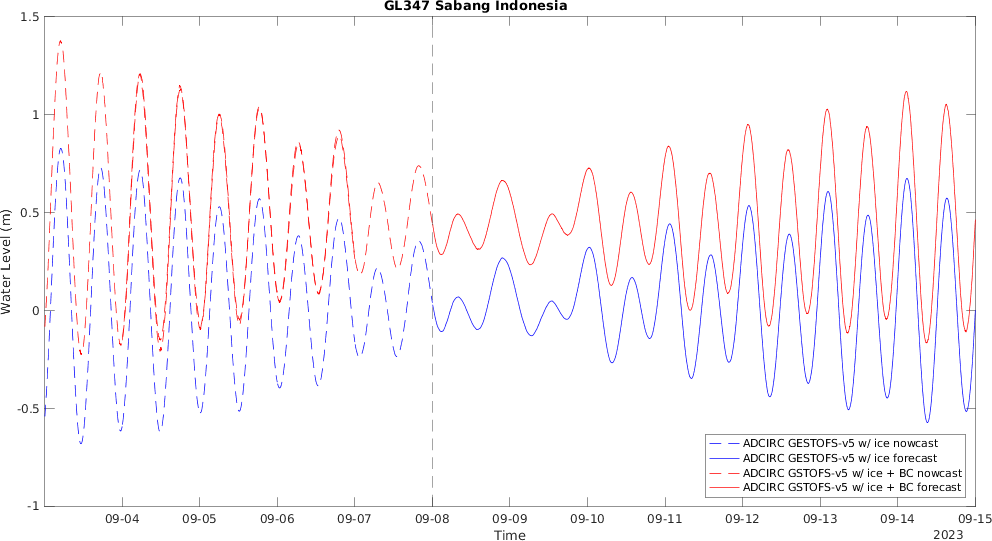 GL347 Sabang Indonesia
Water Level (m)
1.5
1
0.5
0
-0.5
-1
ADCIRC GESTOFS-v5 w/ ice nowcast
ADCIRC GESTOFS-v5 w/ ice forecast
ADCIRC GSTOFS-v5 w/ ice + BC nowcast
ADCIRC GSTOFS-v5 w/ ice + BC forecast
09-04 09-05 09-06 09-07 09-08 09-09 09-10 09-11 09-12 09-13 09-14 09-15
Time
2023